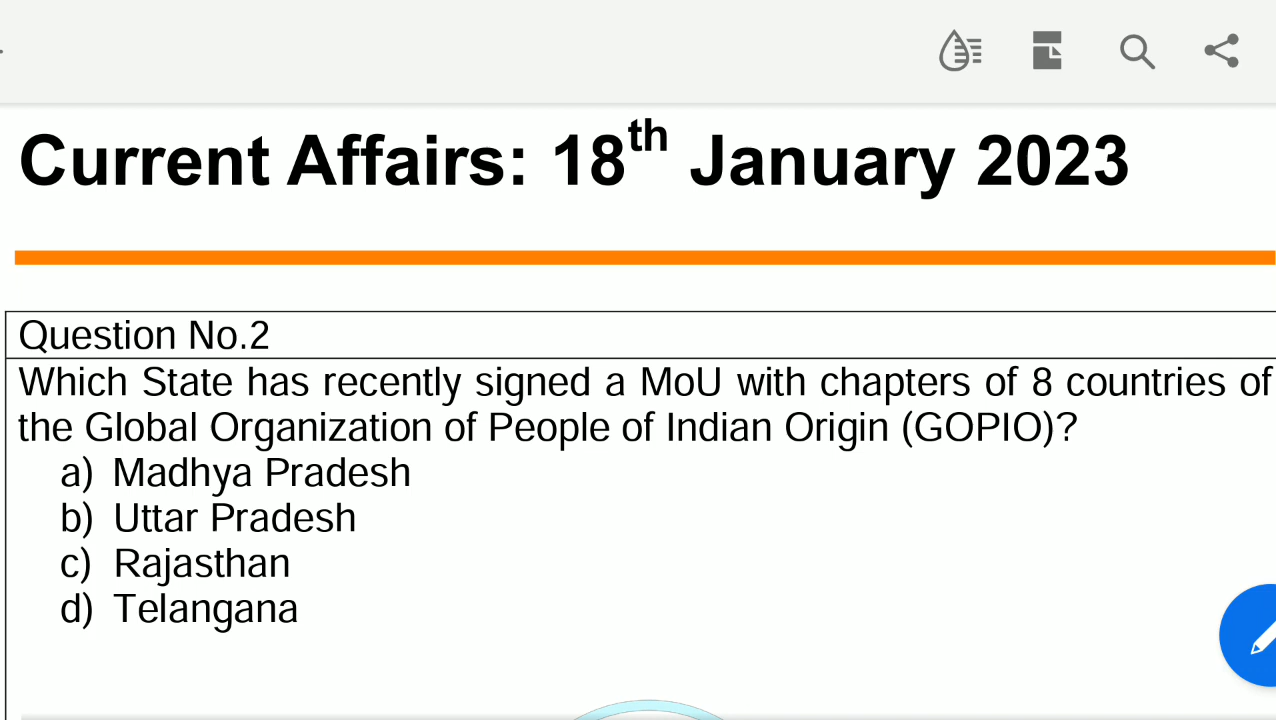 Current Affairs: 18th January 2023
Question No.2
Which State has recently signed a MoU with chapters of 8 countries of
the Global Organization of People of Indian Origin (GOPIO)?
a) Madhya Pradesh
b) Uttar Pradesh
c) Rajasthan
d) Telangana